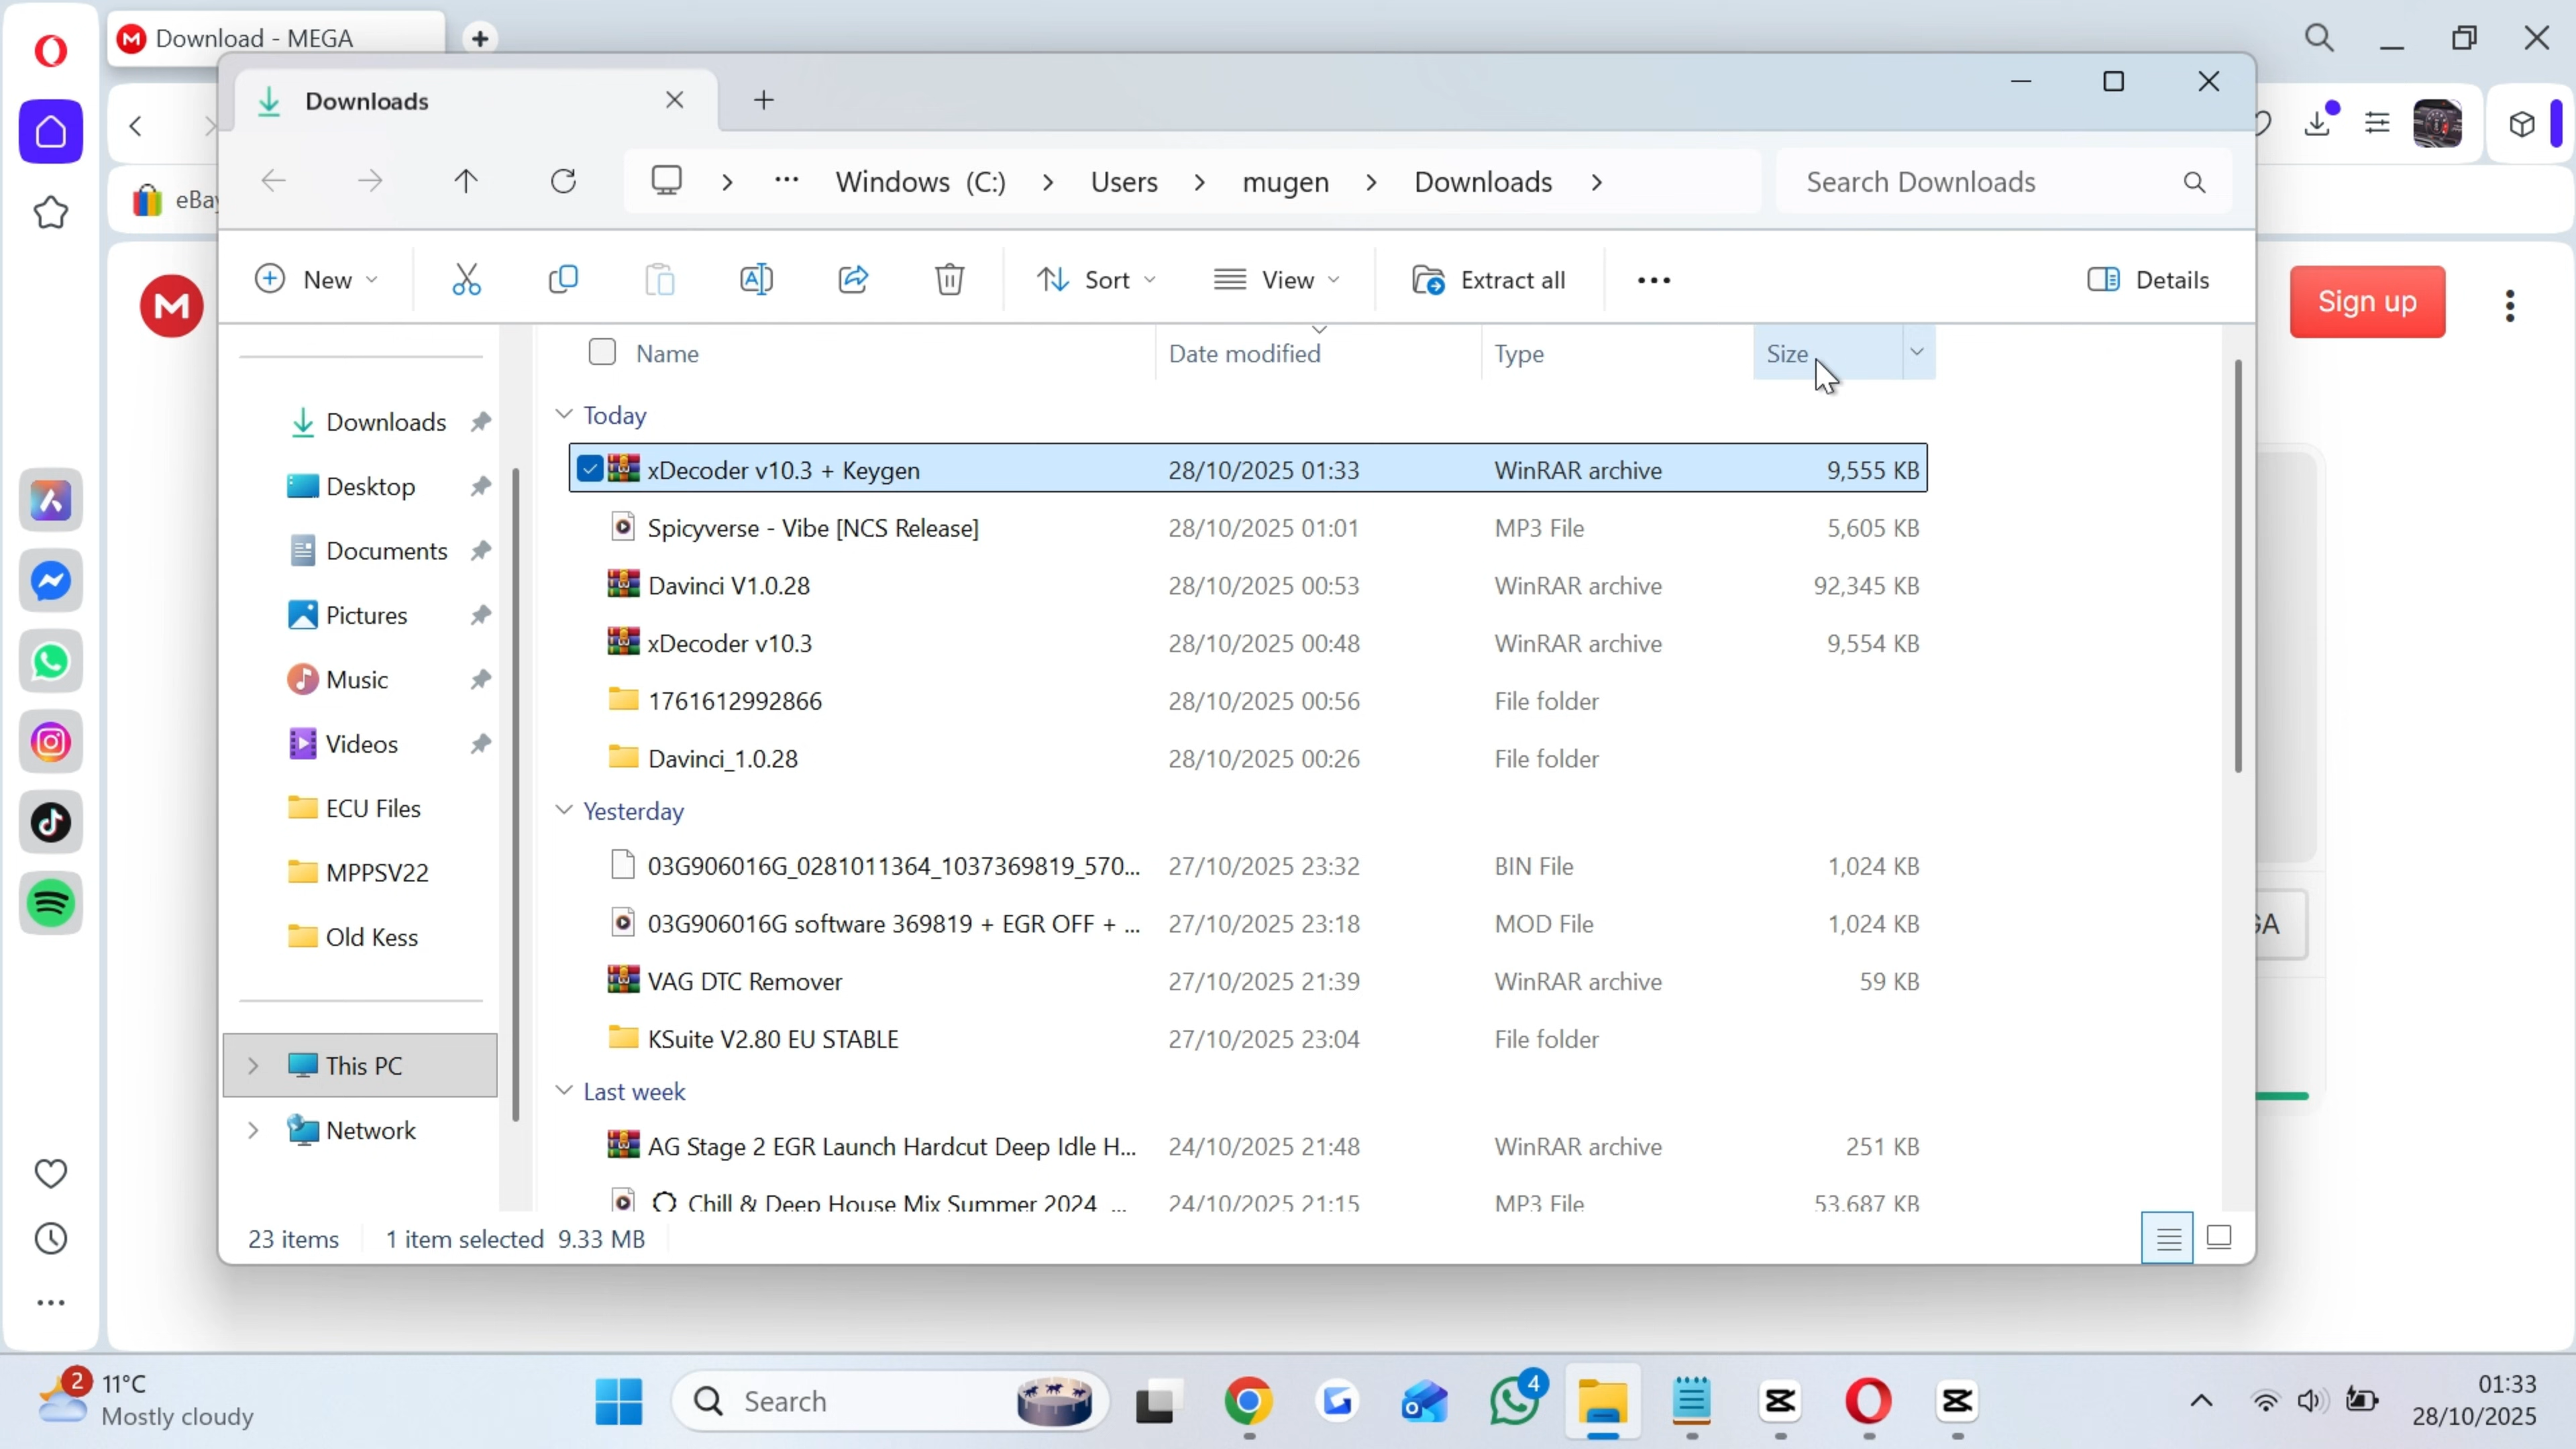 Download - MEGA
Downloads
Windows (C:) Users mugen Downloads
Search Downloads
eBay
New Sort View Extract all Details
Sign up
Name Date modified Type Size
Today
xDecoder v10.3 + Keygen 28/10/2025 01:33 WinRAR archive 9,555 KB
Spicyverse - Vibe [NCS Release] 28/10/2025 01:01 MP3 File 5,605 KB
Davinci V1.0.28 28/10/2025 00:53 WinRAR archive 92,345 KB
xDecoder v10.3 28/10/2025 00:48 WinRAR archive 9,554 KB
1761612992866 28/10/2025 00:56 File folder
Davinci_1.0.28 28/10/2025 00:26 File folder
Yesterday
03G906016G_0281011364_1037369819_570... 27/10/2025 23:32 BIN File 1,024 KB
03G906016G software 369819 + EGR OFF + ... 27/10/2025 23:18 MOD File 1,024 KB
VAG DTC Remover 27/10/2025 21:39 WinRAR archive 59 KB
KSuite V2.80 EU STABLE 27/10/2025 23:04 File folder
Last week
AG Stage 2 EGR Launch Hardcut Deep Idle H... 24/10/2025 21:48 WinRAR archive 251 KB
Chill & Deep House Mix Summer 2024 ... 24/10/2025 21:15 MP3 File 53,687 KB
Downloads
Desktop
Documents
Pictures
Music
Videos
ECU Files
MPPSV22
Old Kess
This PC
Network
GA
23 items 1 item selected 9.33 MB
2
11°C
Mostly cloudy
Search
4
01:33
28/10/2025